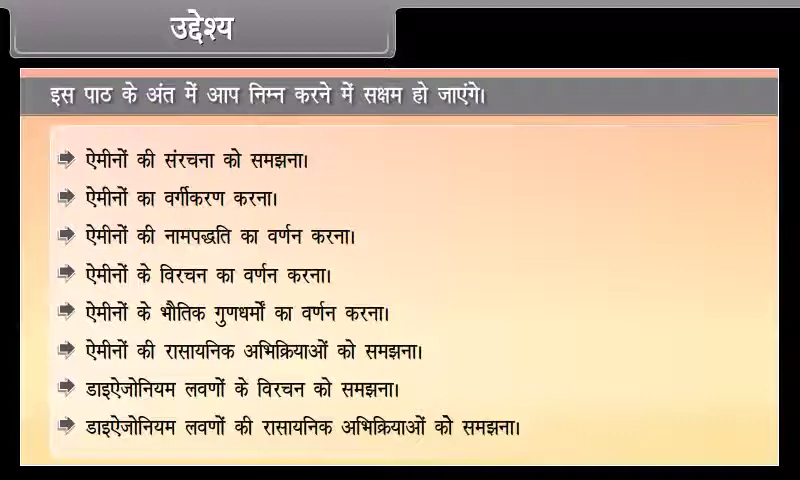 उद्देश्य
इस पाठ के अंत में आप निम्न करने में सक्षम हो जाएंगे।
ऐमीनों की संरचना को समझना।
ऐमीनों का वर्गीकरण करना।
ऐमीनों की नामपद्धति का वर्णन करना।
ऐमीनों के विरचन का वर्णन करना।
ऐमीनों के भौतिक गुणधर्मों का वर्णन करना।
ऐमीनों की रासायनिक अभिक्रियाओं को समझना।
डाइऐजोनियम लवणों के विरचन को समझना।
डाइऐजोनियम लवणों की रासायनिक अभिक्रियाओं को समझना।